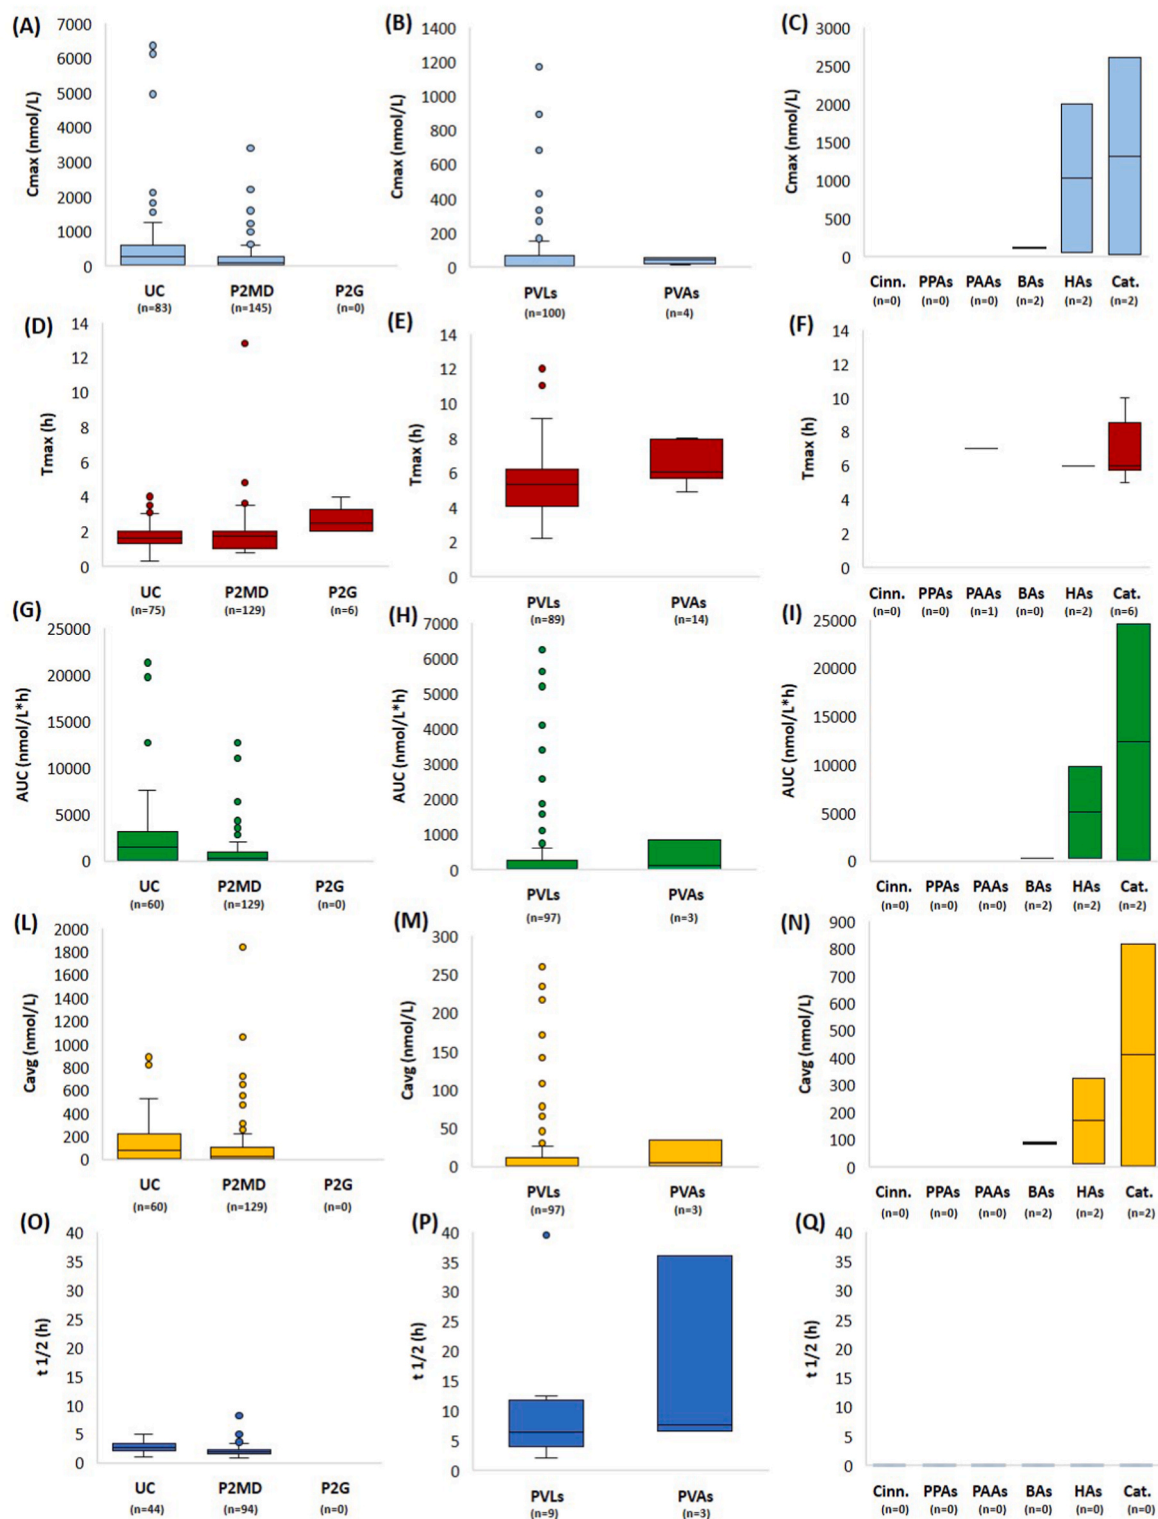 (A)
Cmax (nmol/L)
7000
6000
5000
4000
3000
2000
1000
0
UC P2MD P2G
(n=83) (n=145) (n=0)
(B)
Cmax (nmol/L)
1400
1200
1000
800
600
400
200
0
PVLs PVAs
(n=100) (n=4)
(C)
Cmax (nmol/L)
3000
2500
2000
1500
1000
500
0
Cinn. PPAs PAAs BAs HAs Cat.
(n=0) (n=0) (n=0) (n=2) (n=2) (n=2)
(D)
Tmax (h)
14
12
10
8
6
4
2
0
UC P2MD P2G
(n=75) (n=129) (n=6)
(E)
Tmax (h)
14
12
10
8
6
4
2
0
PVLs PVAs
(n=89) (n=14)
(F)
Tmax (h)
14
12
10
8
6
4
2
0
Cinn. PPAs PAAs BAs HAs Cat.
(n=0) (n=0) (n=1) (n=0) (n=2) (n=6)
(G)
AUC (nmol/L*h)
25000
20000
15000
10000
5000
0
UC P2MD P2G
(n=60) (n=129) (n=0)
(H)
AUC (nmol/L*h)
7000
6000
5000
4000
3000
2000
1000
0
PVLs PVAs
(n=97) (n=3)
(I)
AUC (nmol/L*h)
25000
20000
15000
10000
5000
0
Cinn. PPAs PAAs BAs HAs Cat.
(n=0) (n=0) (n=0) (n=2) (n=2) (n=2)
(L)
Cavg (nmol/L)
2000
1800
1600
1400
1200
1000
800
600
400
200
0
UC P2MD P2G
(n=60) (n=129) (n=0)
(M)
Cavg (nmol/L)
300
250
200
150
100
50
0
PVLs PVAs
(n=97) (n=3)
(N)
Cavg (nmol/L)
900
800
700
600
500
400
300
200
100
0
Cinn. PPAs PAAs BAs HAs Cat.
(n=0) (n=0) (n=0) (n=2) (n=2) (n=2)
(O)
t 1/2 (h)
40
35
30
25
20
15
10
5
0
UC P2MD P2G
(n=44) (n=94) (n=0)
(P)
t 1/2 (h)
40
35
30
25
20
15
10
5
0
PVLs PVAs
(n=9) (n=3)
(Q)
t 1/2 (h)
40
35
30
25
20
15
10
5
0
Cinn. PPAs PAAs BAs HAs Cat.
(n=0) (n=0) (n=0) (n=0) (n=0) (n=0)